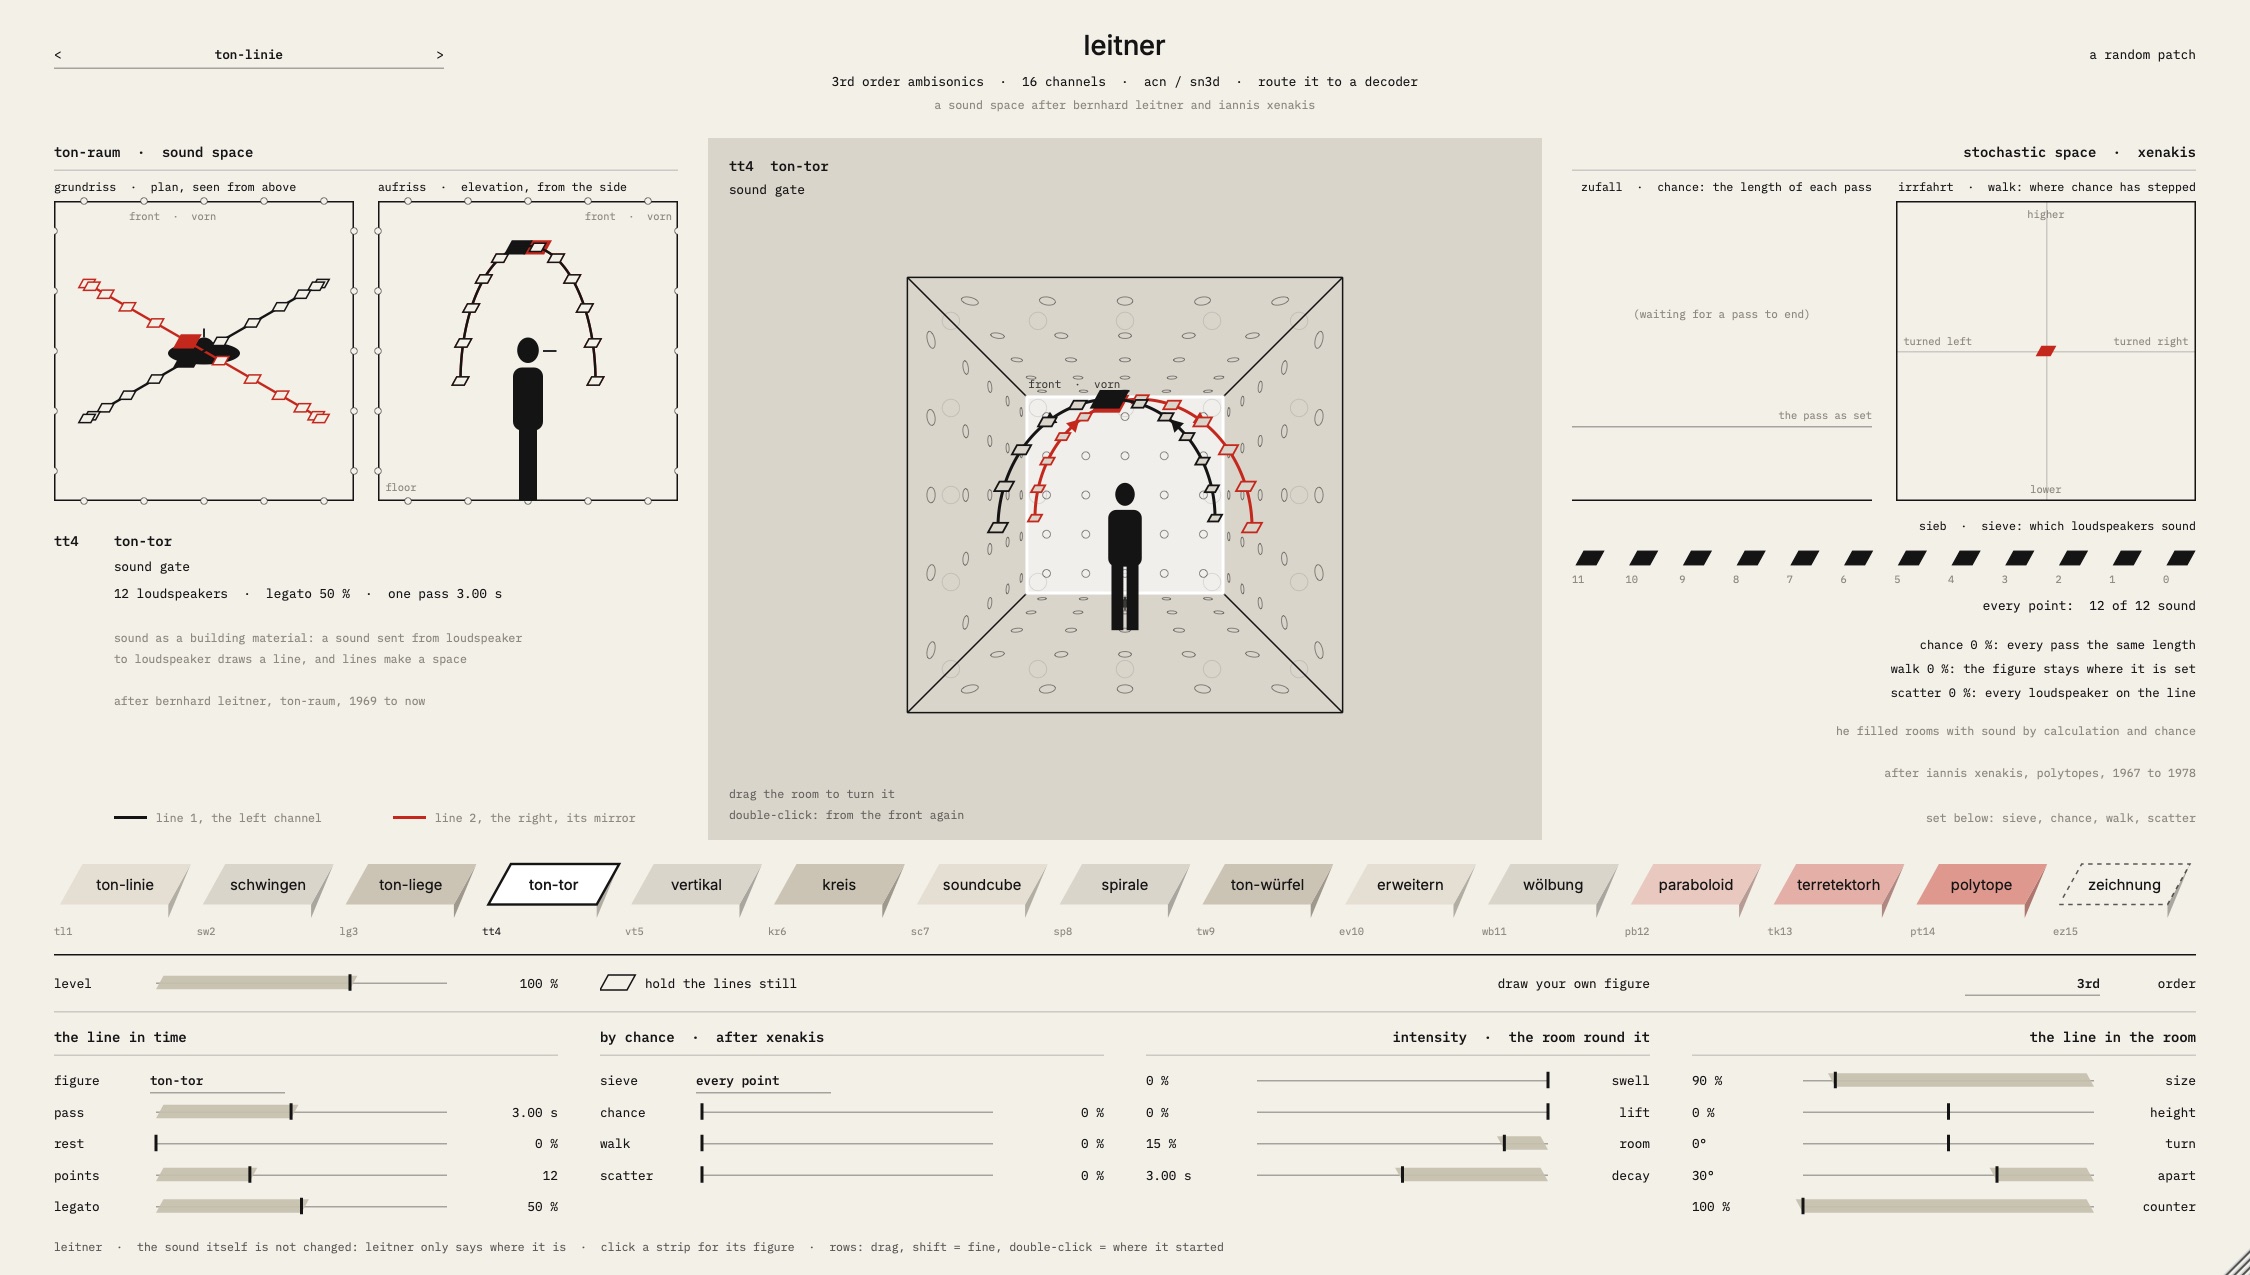 < ton-linie >
leitner
a random patch
3rd order ambisonics · 16 channels · acn / sn3d · route it to a decoder
a sound space after bernhard leitner and iannis xenakis
ton-raum · sound space
grundriss · plan, seen from above
aufriss · elevation, from the side
front · vorn
front · vorn
floor
tt4 ton-tor
sound gate
12 loudspeakers · legato 50 % · one pass 3.00 s
sound as a building material: a sound sent from loudspeaker
to loudspeaker draws a line, and lines make a space
after bernhard leitner, ton-raum, 1969 to now
line 1, the left channel
line 2, the right, its mirror
tt4 ton-tor
sound gate
front · vorn
drag the room to turn it
double-click: from the front again
stochastic space · xenakis
zufall · chance: the length of each pass
irrfahrt · walk: where chance has stepped
(waiting for a pass to end)
the pass as set
higher
turned left
turned right
lower
sieb · sieve: which loudspeakers sound
11 10 9 8 7 6 5 4 3 2 1 0
every point: 12 of 12 sound
chance 0 %: every pass the same length
walk 0 %: the figure stays where it is set
scatter 0 %: every loudspeaker on the line
he filled rooms with sound by calculation and chance
after iannis xenakis, polytopes, 1967 to 1978
set below: sieve, chance, walk, scatter
ton-linie schwingen ton-liege ton-tor vertikal kreis soundcube spirale ton-würfel erweitern wölbung paraboloid terretektorh polytope zeichnung
tl1 sw2 lg3 tt4 vt5 kr6 sc7 sp8 tw9 ev10 wb11 pb12 tk13 pt14 ez15
level 100 %
hold the lines still
draw your own figure
3rd order
the line in time
figure ton-tor
pass 3.00 s
rest 0 %
points 12
legato 50 %
by chance · after xenakis
sieve every point
chance 0 %
walk 0 %
scatter 0 %
intensity · the room round it
0 % swell
0 % lift
15 % room
3.00 s decay
the line in the room
90 % size
0 % height
0° turn
30° apart
100 % counter
leitner · the sound itself is not changed: leitner only says where it is · click a strip for its figure · rows: drag, shift = fine, double-click = where it started